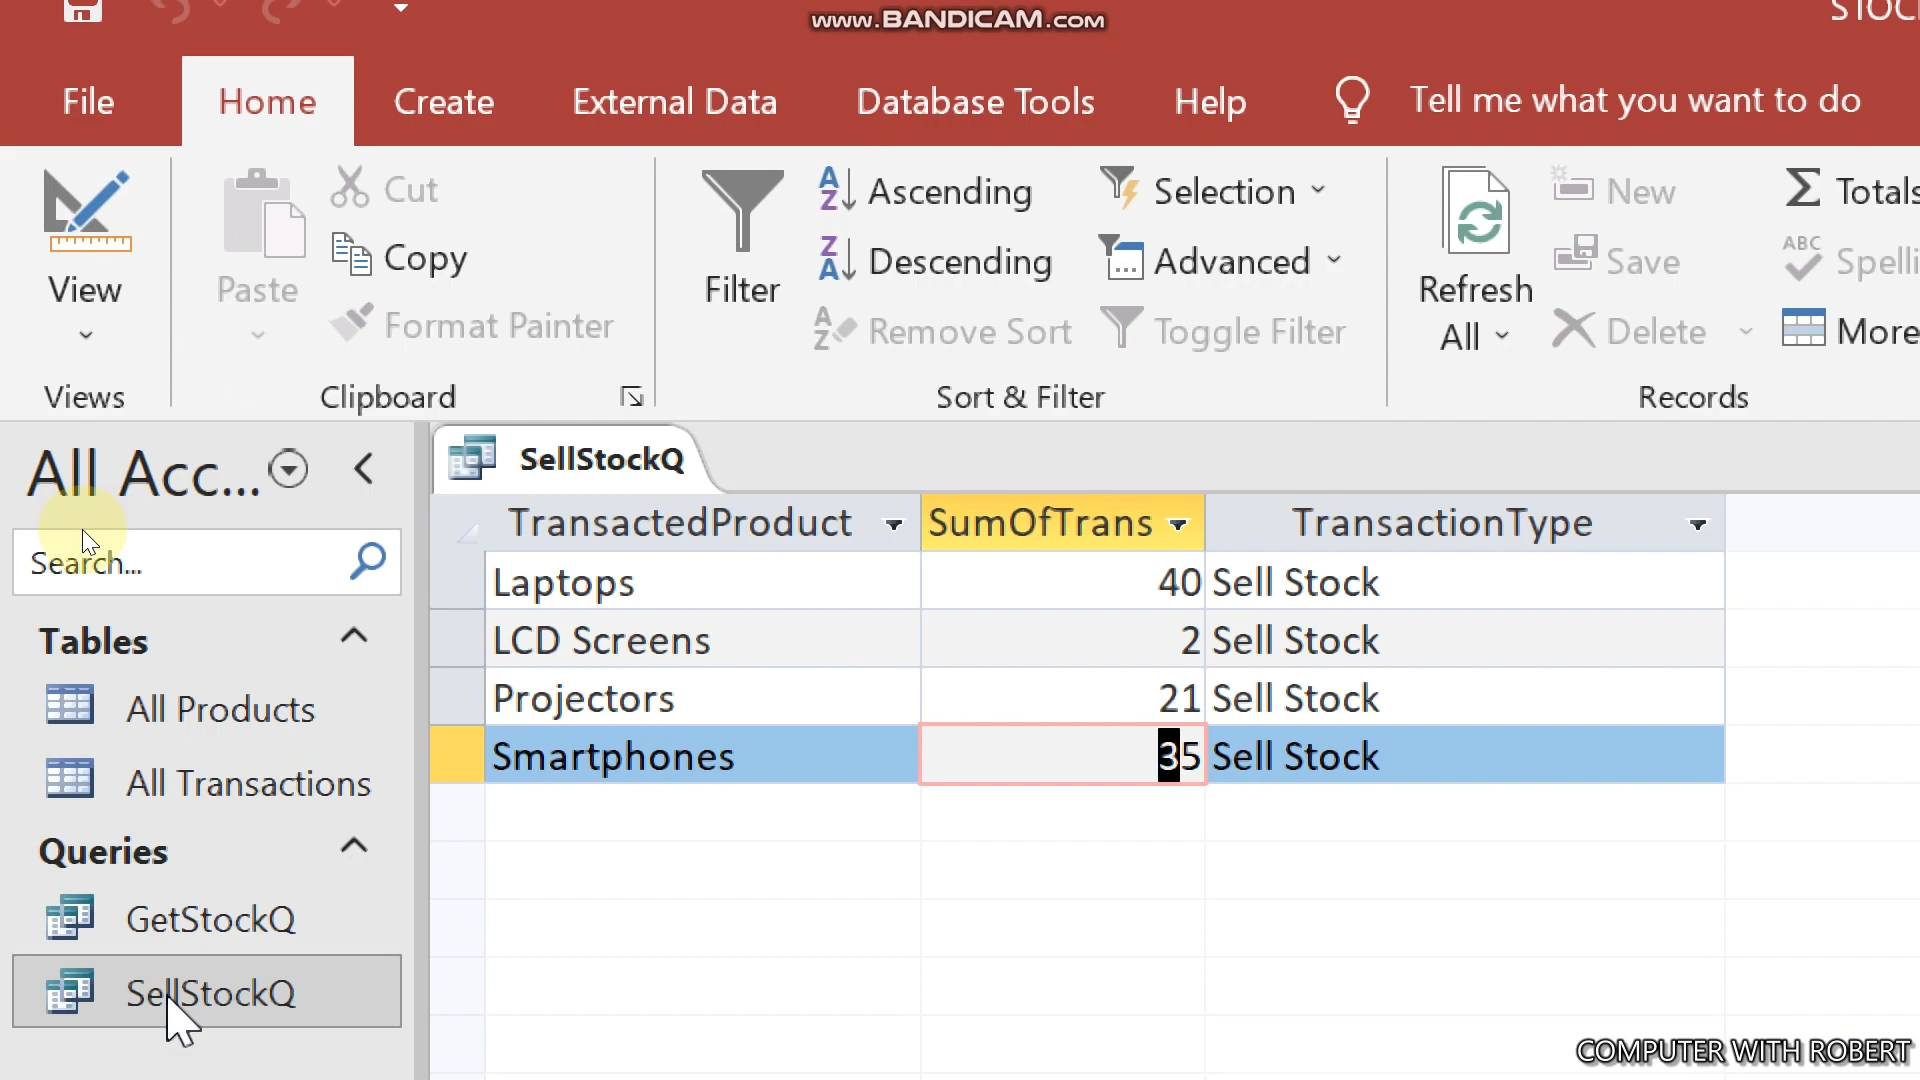 www.BANDICAM.com
File Home Create External Data Database Tools Help Tell me what you want to do
View
Views
Paste
Cut
Copy
Format Painter
Clipboard
Filter
Ascending
Descending
Remove Sort
Selection
Advanced
Toggle Filter
Sort & Filter
Refresh
All
New
Save
Delete
Totals
ABC
More
Records
All Acc...
Search...
Tables
All Products
All Transactions
Queries
GetStockQ
SellStockQ
SellStockQ
TransactedProduct SumOfTrans TransactionType
Laptops 40 Sell Stock
LCD Screens 2 Sell Stock
Projectors 21 Sell Stock
Smartphones 35 Sell Stock
COMPUTER WITH ROBERT